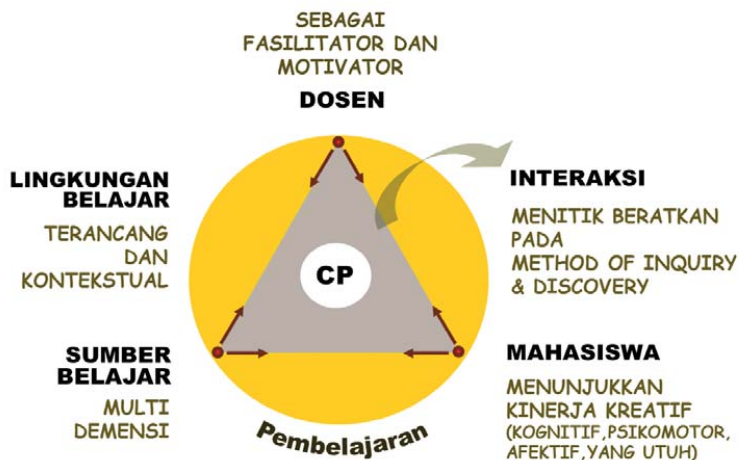 SEBAGAI
FASILITATOR DAN
MOTIVATOR
DOSEN
LINGKUNGAN
BELAJAR
TERANCANG
DAN
KONTEKSTUAL
INTERAKSI
MENITIK BERATKAN
PADA
METHOD OF INQUIRY
& DISCOVERY
CP
SUMBER
BELAJAR
MULTI
DEMENSI
MAHASISWA
MENUNJUKKAN
KINERJA KREATIF
(KOGNITIF,PSIKOMOTOR,
AFEKTIF,YANG UTUH)
Pembelajaran